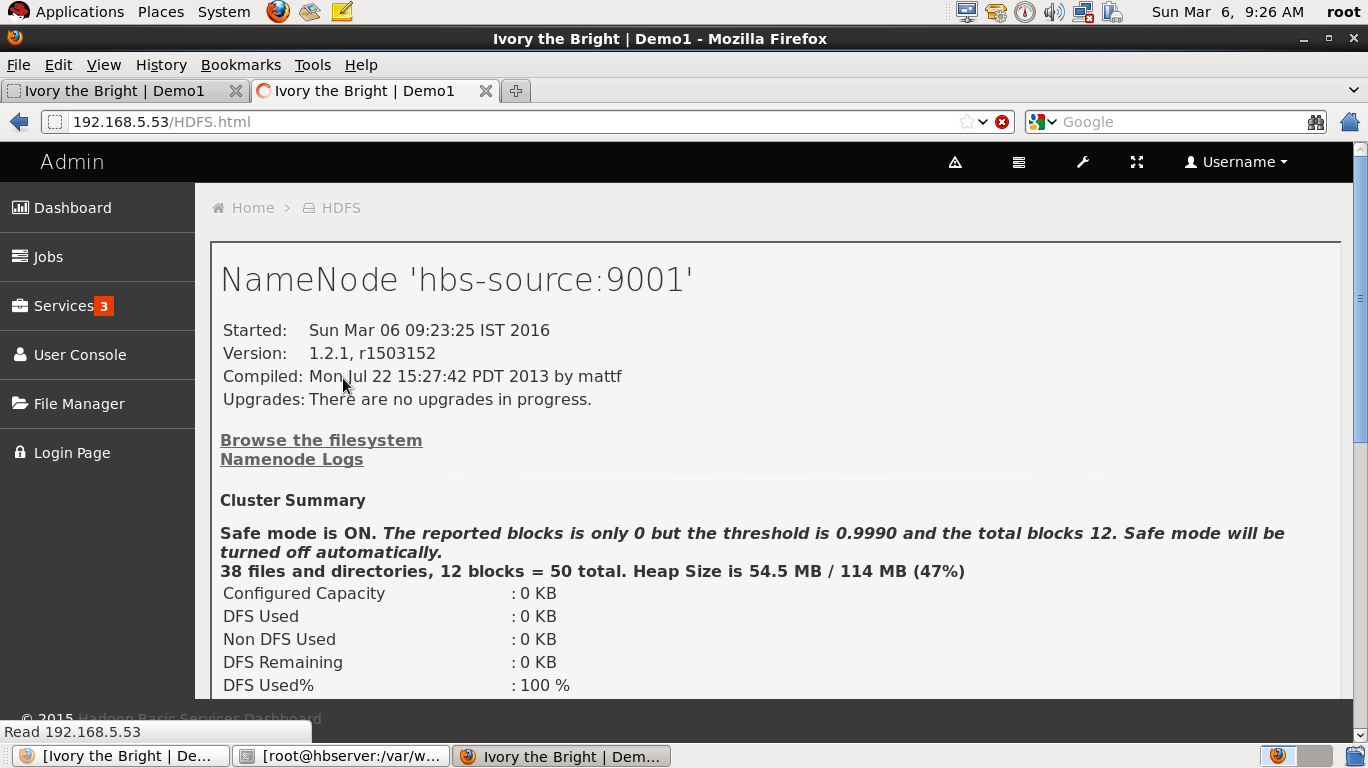 Applications Places System Sun Mar 6, 9:26 AM root
Ivory the Bright | Demo1 - Mozilla Firefox
File Edit View History Bookmarks Tools Help
Ivory the Bright | Demo1 Ivory the Bright | Demo1
192.168.5.53/HDFS.html Google
Admin Username
Dashboard
Jobs
Services 3
User Console
File Manager
Login Page
Home > HDFS
NameNode 'hbs-source:9001'
Started: Sun Mar 06 09:23:25 IST 2016
Version: 1.2.1, r1503152
Compiled: Mon Jul 22 15:27:42 PDT 2013 by mattf
Upgrades: There are no upgrades in progress.
Browse the filesystem
Namenode Logs
Cluster Summary
Safe mode is ON. The reported blocks is only 0 but the threshold is 0.9990 and the total blocks 12. Safe mode will be
turned off automatically.
38 files and directories, 12 blocks = 50 total. Heap Size is 54.5 MB / 114 MB (47%)
Configured Capacity : 0 KB
DFS Used : 0 KB
Non DFS Used : 0 KB
DFS Remaining : 0 KB
DFS Used% : 100 %
© 2015 Hadoop Basic Services Dashboard
Read 192.168.5.53
[Ivory the Bright | De... [root@hbserver:/var/w... Ivory the Bright | Dem...